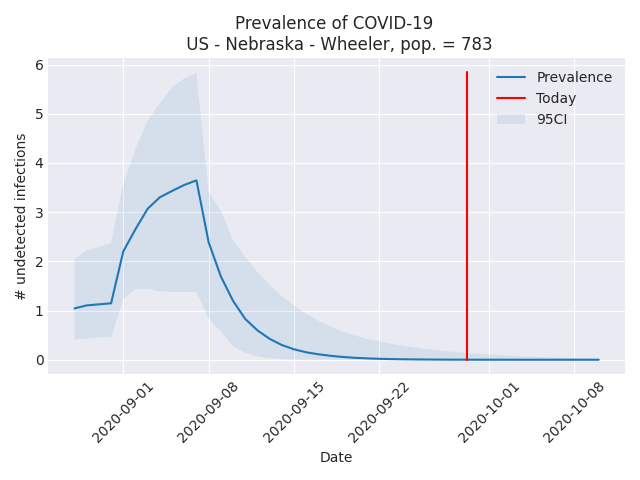 Prevalence of COVID-19
US - Nebraska - Wheeler, pop. = 783
Prevalence
Today
95CI
# undetected infections
6
5
4
3
2
1
0
2020-09-01
2020-09-08
2020-09-15
2020-09-22
2020-10-01
2020-10-08
Date